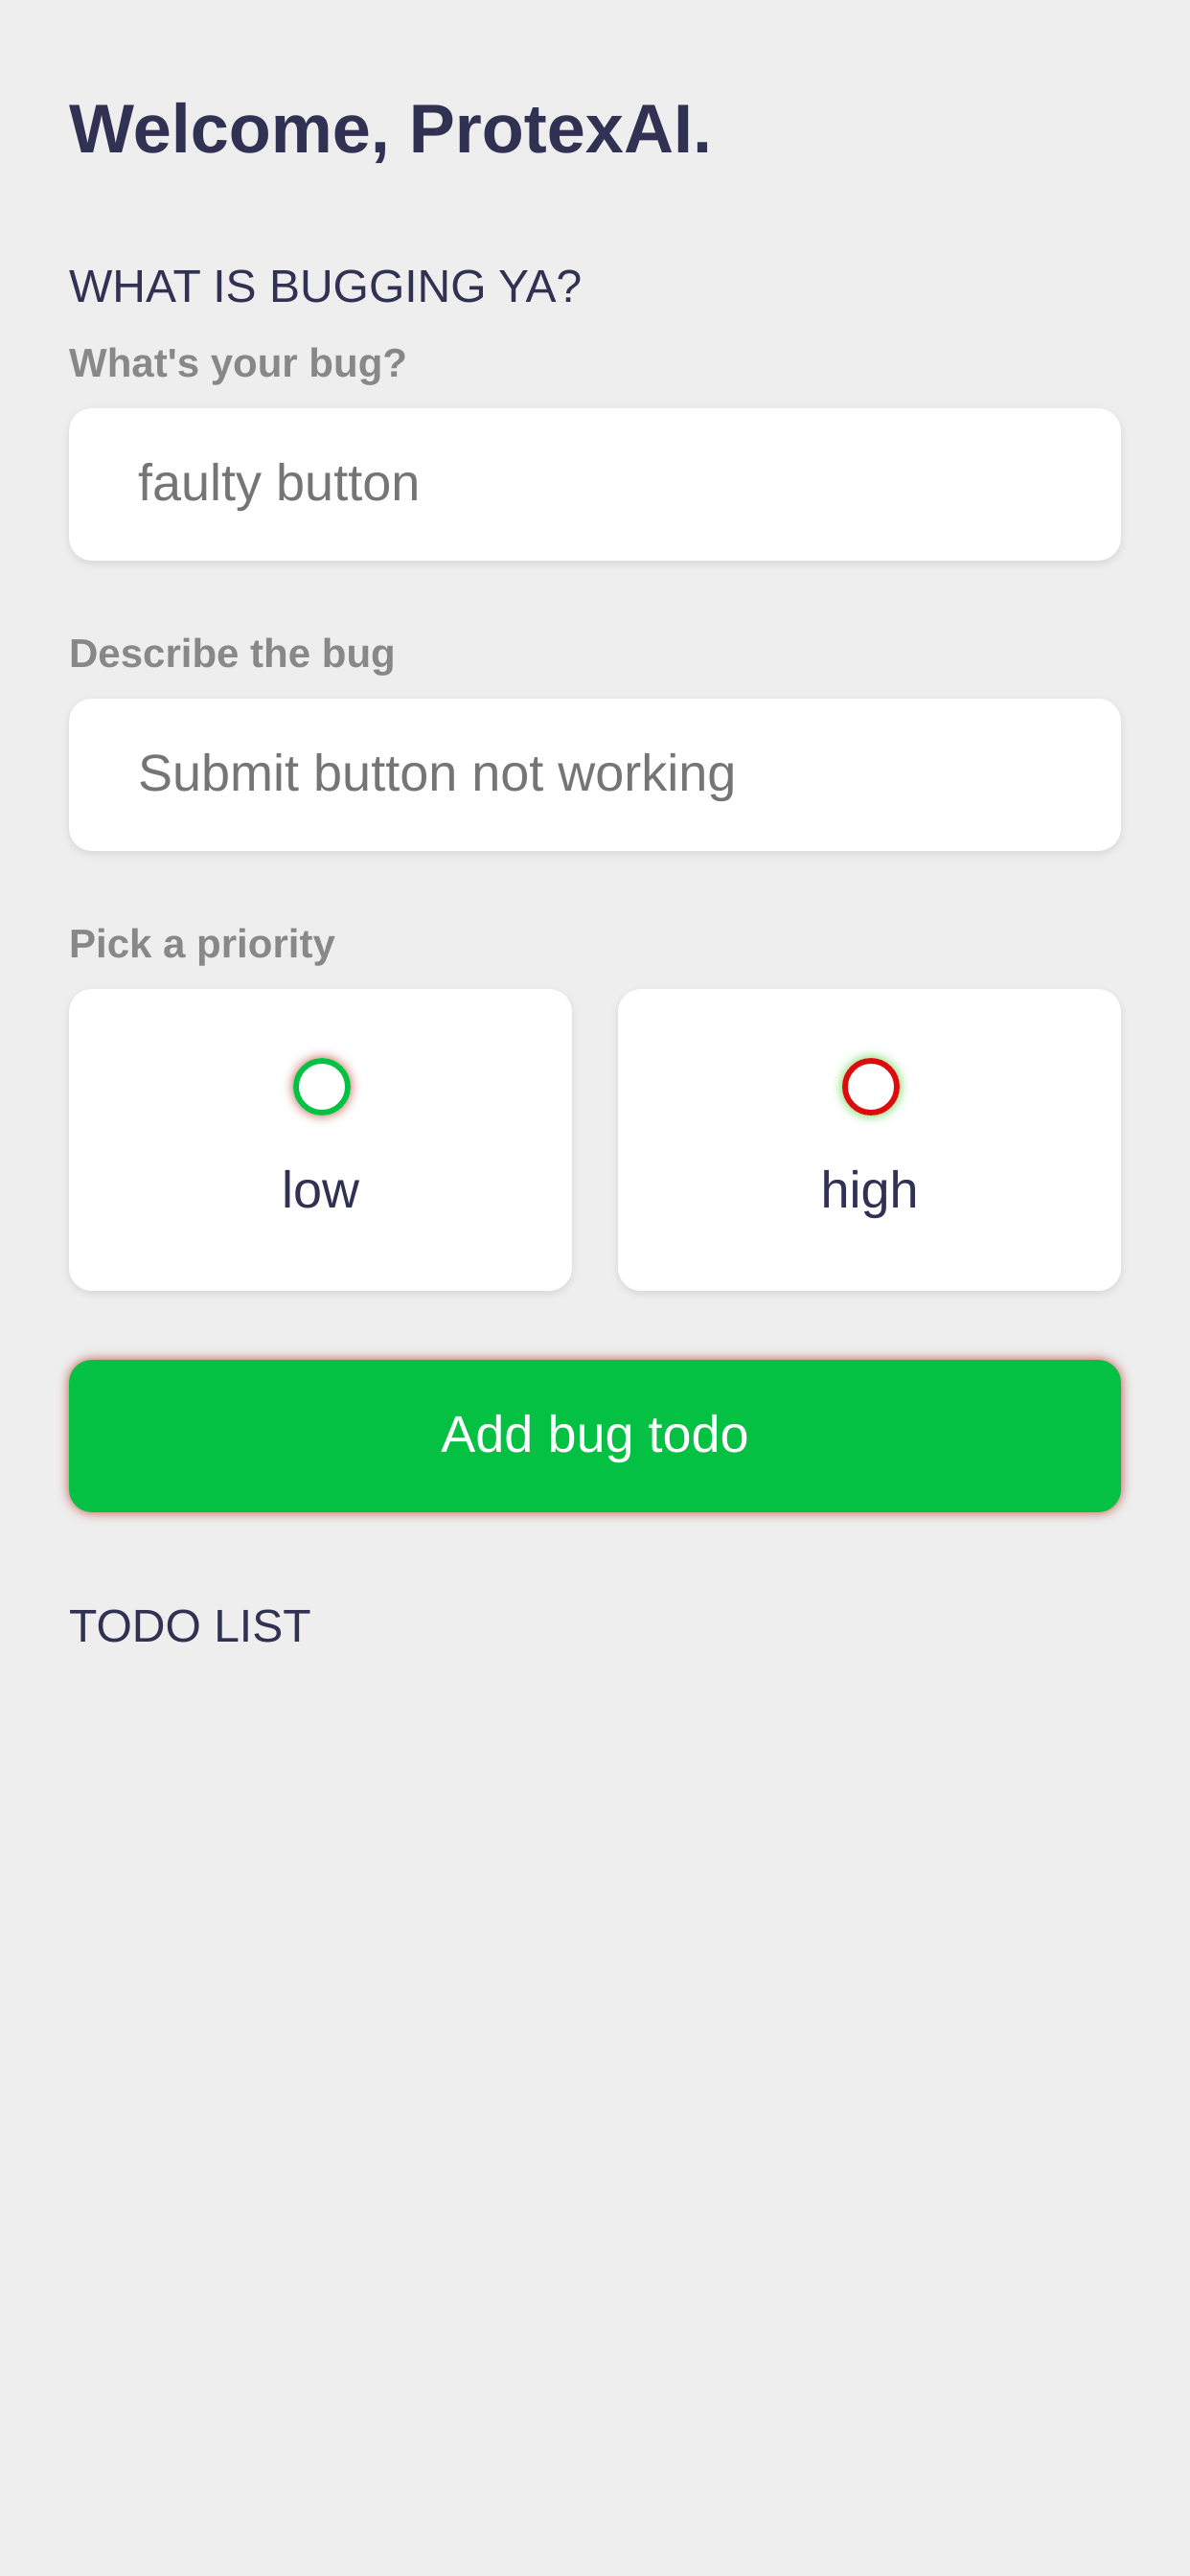 Welcome, ProtexAI.
WHAT IS BUGGING YA?
What's your bug?
faulty button
Describe the bug
Submit button not working
Pick a priority
low
high
Add bug todo
TODO LIST